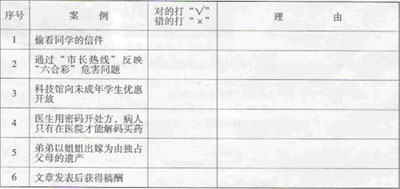 序号
案 例
对的打“√”
错的打“×”
理 由
1
偷看同学的信件
2
通过“市长热线”反映
“六合彩”危害问题
3
科技馆向未成年学生优惠
开放
4
医生用密码开处方，病人
只有在医院才能解码买药
5
弟弟以姐姐出嫁为由独占
父母的遗产
6
文章发表后获得稿酬